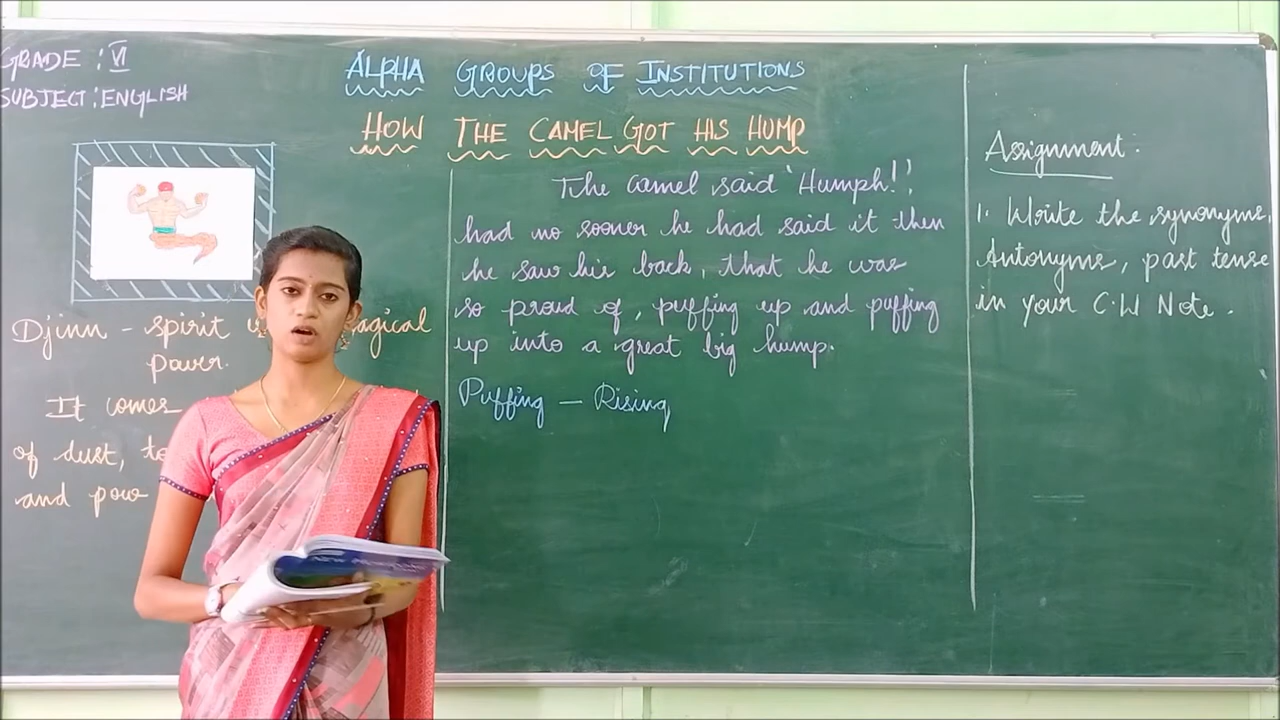 GRADE : VI
SUBJECT : ENGLISH
ALPHA GROUPS OF INSTITUTIONS
HOW THE CAMEL GOT HIS HUMP
Djinn - spirit magical
power.
It comes
of dust,
and pow
The camel said 'Humph!',
had no sooner he had said it then
he saw his back, that he was
so proud of, puffing up and puffing
up into a great big hump.
Puffing – Rising
Assignment:
1. Write the synonyms,
Antonyms, past tense
in your C.W Note.